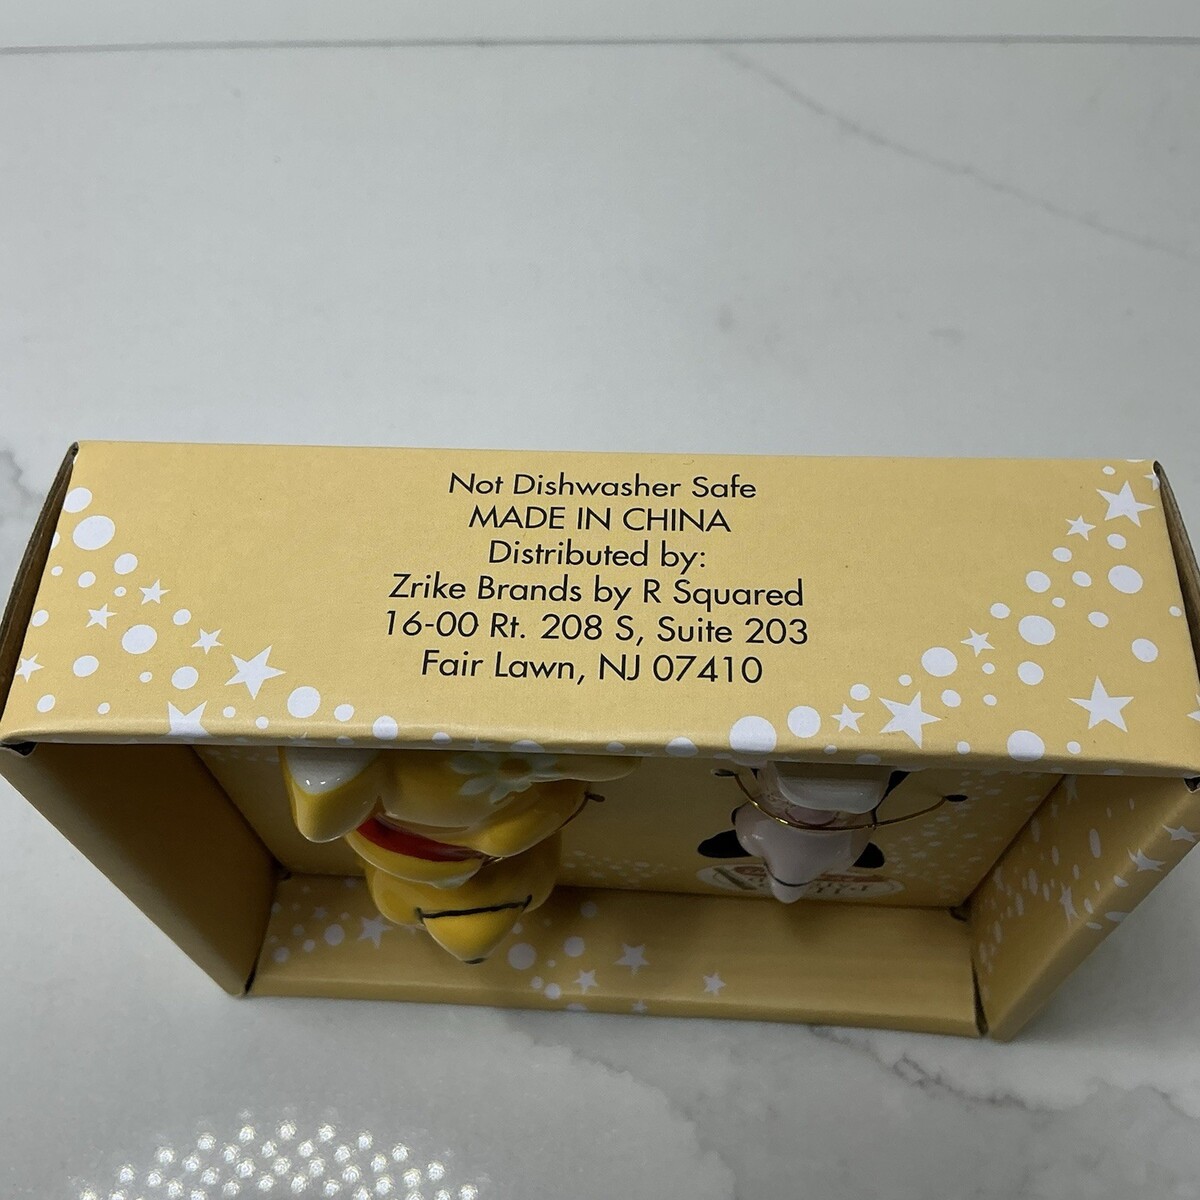 Not Dishwasher Safe
MADE IN CHINA
Distributed by:
Zrike Brands by R Squared
16-00 Rt. 208 S, Suite 203
Fair Lawn, NJ 07410